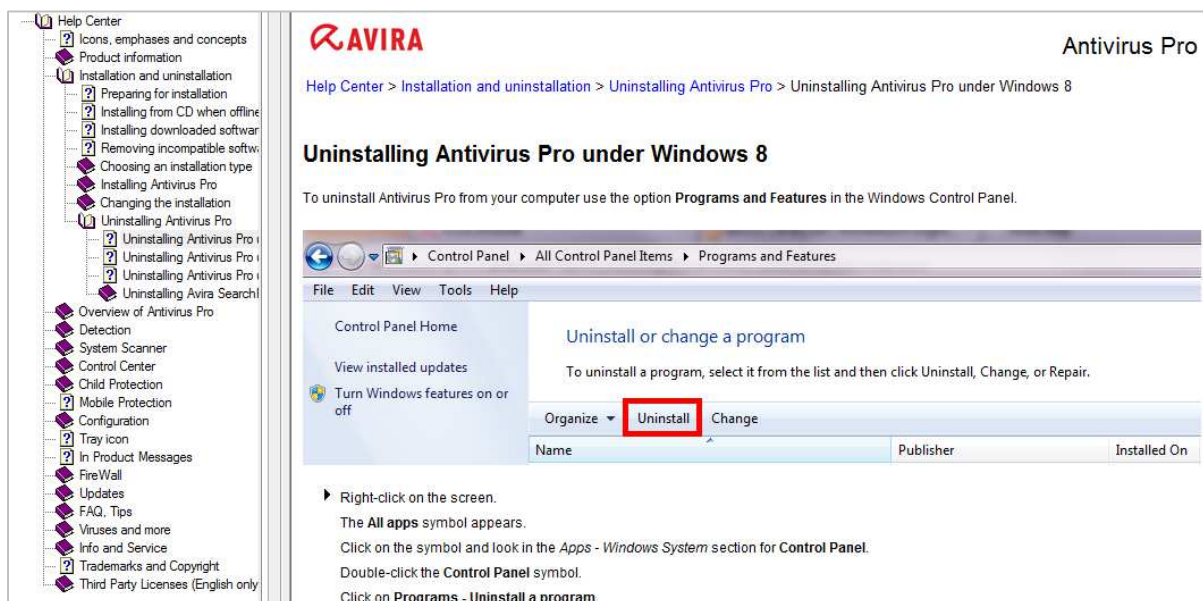 Help Center
Icons, emphases and concepts
Product information
Installation and uninstallation
Preparing for installation
Installing from CD when offline
Installing downloaded softwar
Removing incompatible softw
Choosing an installation type
Installing Antivirus Pro
Changing the installation
Uninstalling Antivirus Pro
Uninstalling Antivirus Pro
Uninstalling Antivirus Pro
Uninstalling Antivirus Pro
Uninstalling Avira Search
Overview of Antivirus Pro
Detection
System Scanner
Control Center
Child Protection
Mobile Protection
Configuration
Tray icon
In Product Messages
FireWall
Updates
FAQ, Tips
Viruses and more
Info and Service
Trademarks and Copyright
Third Party Licenses (English only
AVIRA
Antivirus Pro
Help Center > Installation and uninstallation > Uninstalling Antivirus Pro > Uninstalling Antivirus Pro under Windows 8
Uninstalling Antivirus Pro under Windows 8
To uninstall Antivirus Pro from your computer use the option Programs and Features in the Windows Control Panel.
Control Panel All Control Panel Items Programs and Features
File Edit View Tools Help
Control Panel Home
View installed updates
Turn Windows features on or
off
Uninstall or change a program
To uninstall a program, select it from the list and then click Uninstall, Change, or Repair.
Organize Uninstall Change
Name Publisher Installed On
Right-click on the screen.
The All apps symbol appears.
Click on the symbol and look in the Apps - Windows System section for Control Panel.
Double-click the Control Panel symbol.
Click on Programs - Uninstall a program.